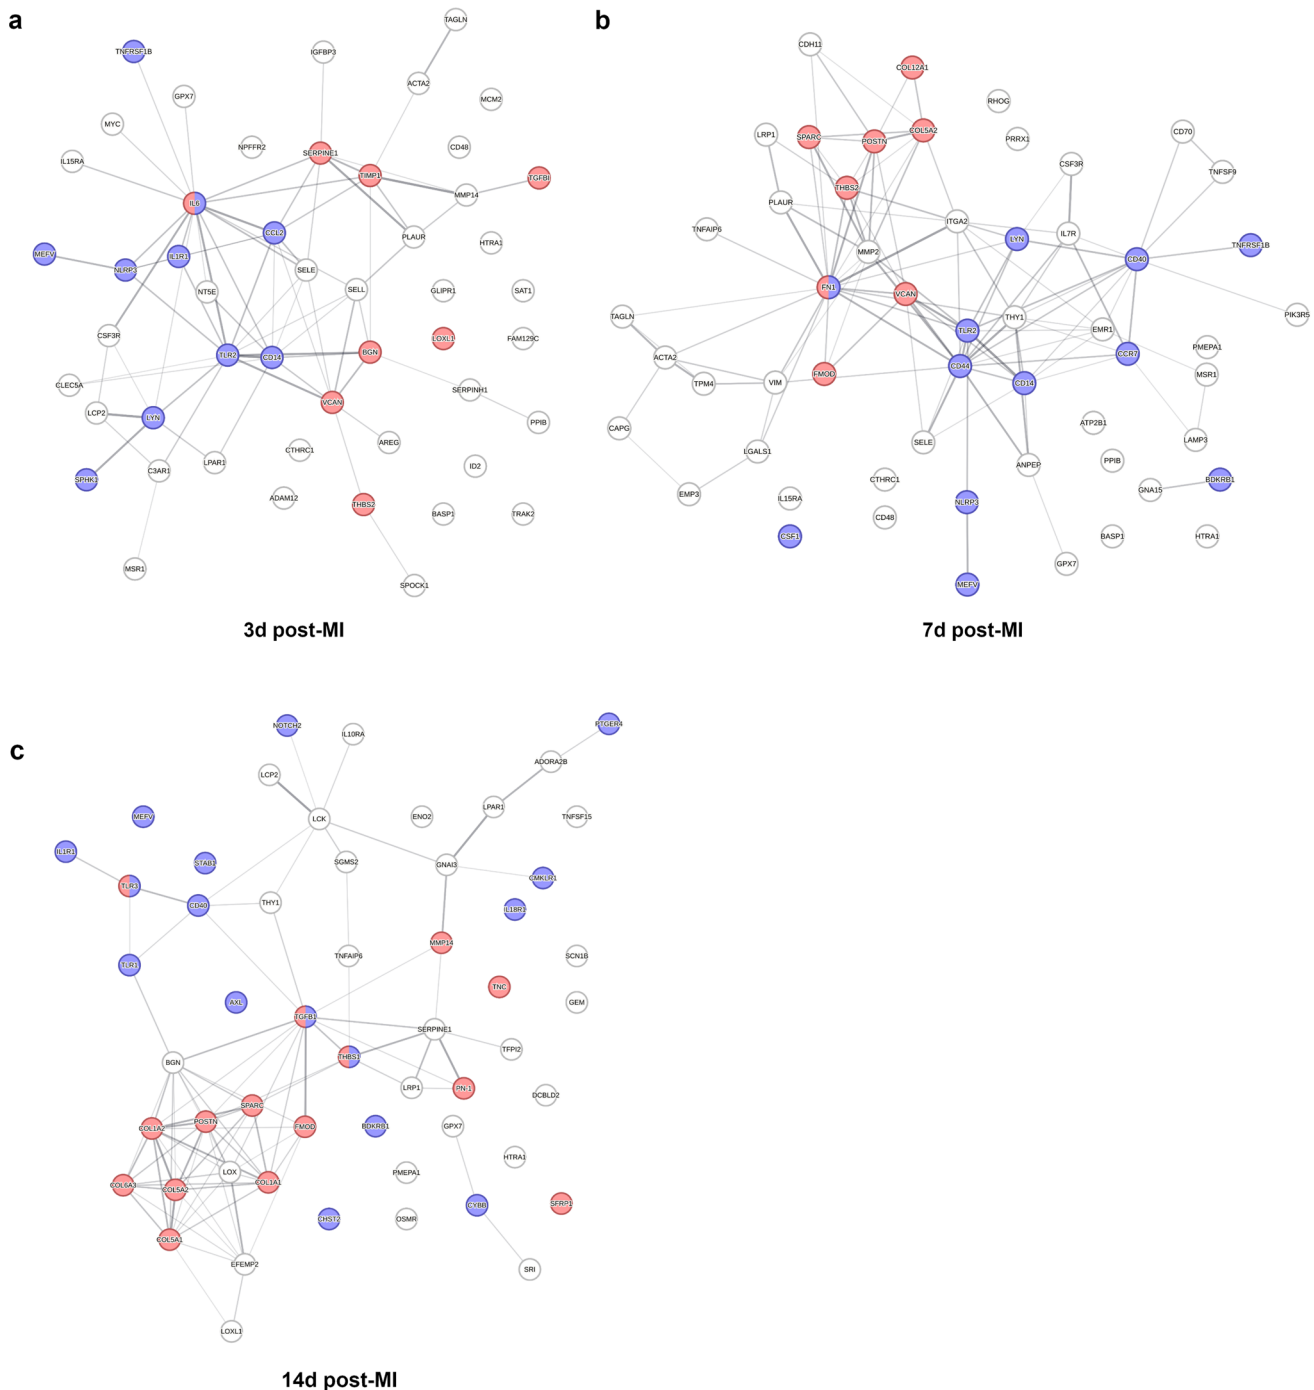 a
TAGLN
TNFRSF1B
IGFBP3
ACTA2
GPX7
MCM2
MYC
NPFFR2
CD48
SERPINE1
IL15RA
TIMP1
TGFBI
MMP14
IL6
CCL2
PLAUR
HTRA1
MEFV
IL1R1
NLRP3
SELE
NT5E
SELL
GLIPR1
SAT1
CSF3R
LOXL1
FAM129C
TLR2
CD14
BGN
CLEC5A
SERPINH1
VCAN
LCP2
LYN
PPIB
AREG
CTHRC1
C3AR1
LPAR1
ID2
SPHK1
ADAM12
THBS2
BASP1
TRAK2
MSR1
SPOCK1
3d post-MI
b
CDH11
COL12A1
RHOG
LRP1
SPARC
POSTN
COL5A2
PRRX1
CD70
CSF3R
TNFSF9
THBS2
PLAUR
ITGA2
TNFAIP6
MMP2
LYN
IL7R
TNFRSF1B
CD40
FN1
VCAN
TAGLN
THY1
PIK3R5
TLR2
EMR1
ACTA2
PMEPA1
CCR7
CD44
MSR1
TPM4
VIM
FMOD
CD14
CAPG
ATP2B1
SELE
LAMP3
LGALS1
PPIB
ANPEP
CTHRC1
EMP3
IL15RA
GNA15
BDKRB1
NLRP3
CD48
CSF1
BASP1
HTRA1
GPX7
MEFV
7d post-MI
c
NOTCH2
IL10RA
PTGER4
ADORA2B
LCP2
LPAR1
MEFV
LCK
ENO2
TNFSF15
IL1R1
STAB1
SGMS2
GNAI3
TLR3
CMKLR1
CD40
THY1
IL18R1
MMP14
TNFAIP6
SCN1B
TLR1
TNC
AXL
GEM
TGFB1
SERPINE1
THBS1
TFPI2
BGN
LRP1
PN-1
DCBLD2
SPARC
POSTN
COL1A2
FMOD
BDKRB1
GPX7
HTRA1
LOX
PMEPA1
COL6A3
COL5A2
COL1A1
CYBB
SFRP1
CHST2
OSMR
COL5A1
EFEMP2
SRI
LOXL1
14d post-MI